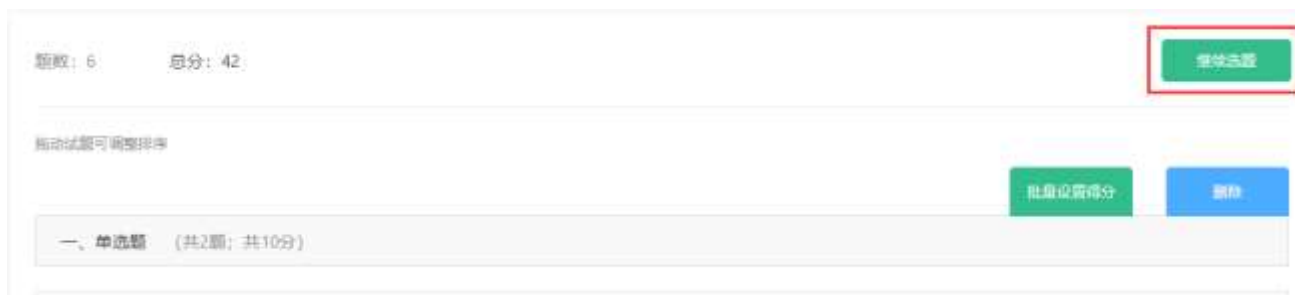 题数：6 总分：42
继续选题
拖动试题可调整排序
批量设置得分 删除
一、单选题 （共2题；共10分）